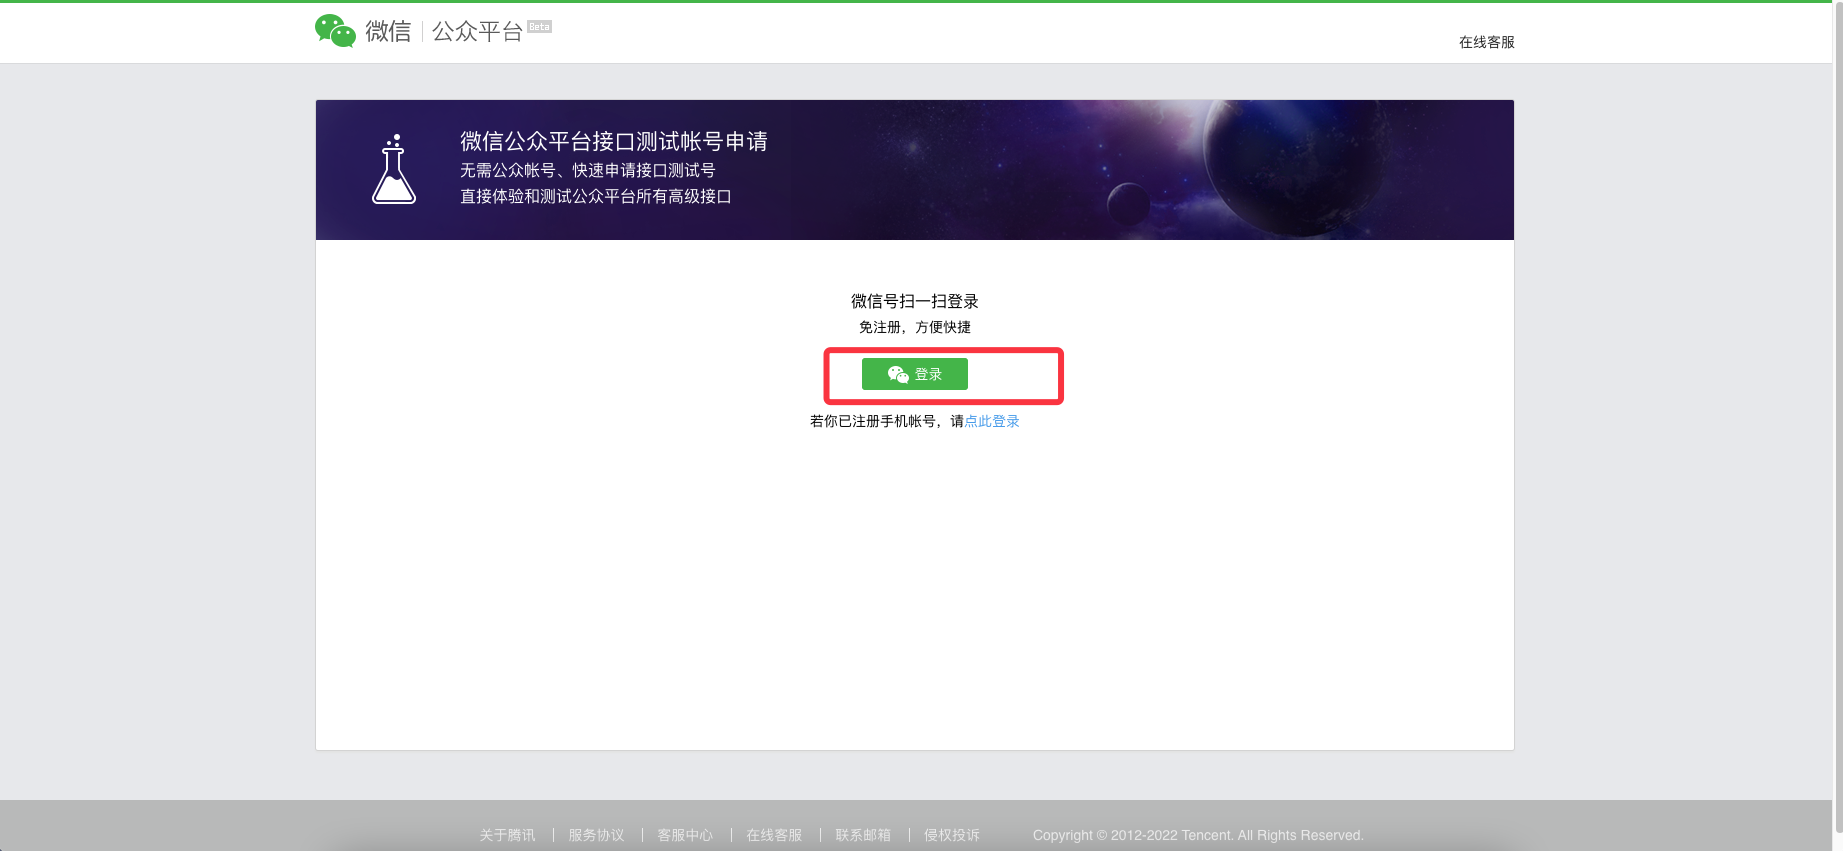 微信 | 公众平台 Beta
在线客服
微信公众平台接口测试帐号申请
无需公众帐号、快速申请接口测试号
直接体验和测试公众平台所有高级接口
微信号扫一扫登录
免注册，方便快捷
登录
若你已注册手机帐号，请点此登录
关于腾讯 | 服务协议 | 客服中心 | 在线客服 | 联系邮箱 | 侵权投诉 Copyright © 2012-2022 Tencent. All Rights Reserved.